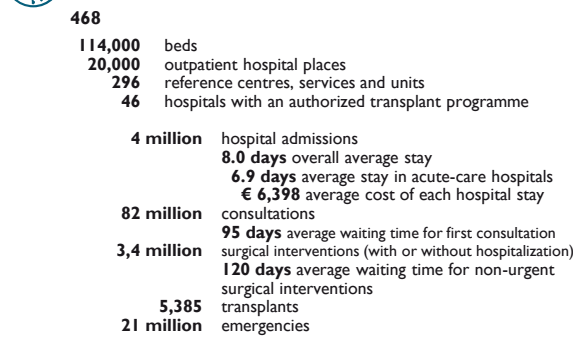 468
114,000 beds
20,000 outpatient hospital places
296 reference centres, services and units
46 hospitals with an authorized transplant programme
4 million hospital admissions
8.0 days overall average stay
6.9 days average stay in acute-care hospitals
€ 6,398 average cost of each hospital stay
82 million consultations
95 days average waiting time for first consultation
3,4 million surgical interventions (with or without hospitalization)
120 days average waiting time for non-urgent
surgical interventions
5,385 transplants
21 million emergencies